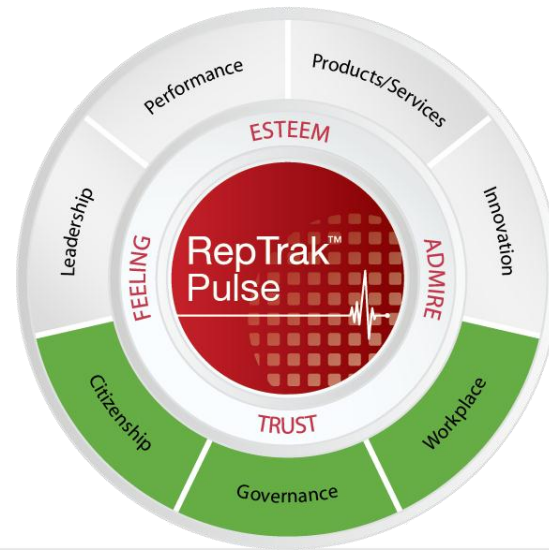 Performance
Products/Services
Innovation
Workplace
Governance
Citizenship
Leadership
ESTEEM
ADMIRE
TRUST
FEELING
RepTrak™
Pulse